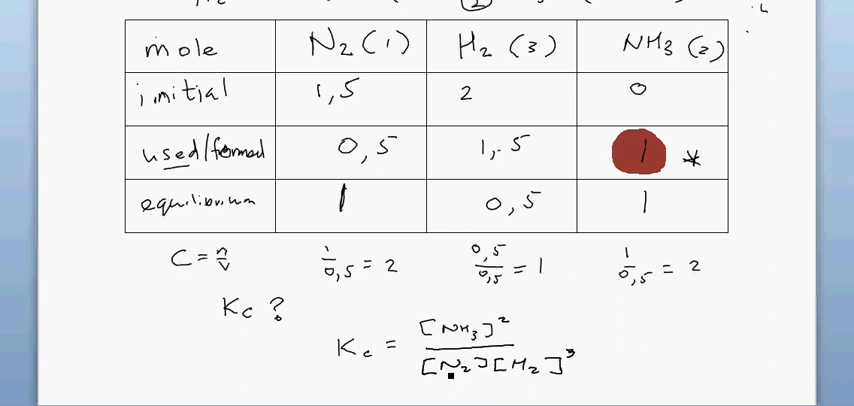 mole N2 (1) H2 (3) NH3 (2)
initial 1,5 2 0
used/formed 0,5 1,5 1 *
equilibrium 1 0,5 1
C = n/v 1/0,5 = 2 0,5/0,5 = 1 1/0,5 = 2
Kc ?
Kc = [NH3]² / [N2][H2]³